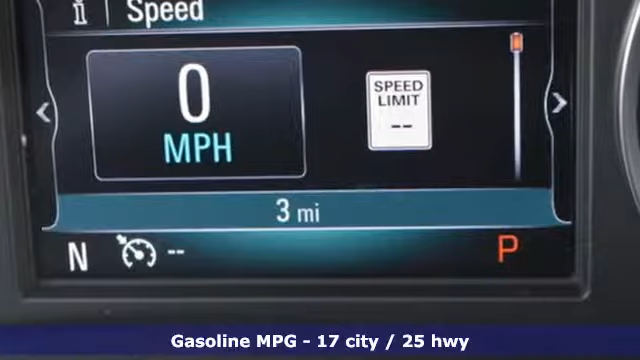 i Speed
0
MPH
SPEED
LIMIT
--
3 mi
N -- P
Gasoline MPG - 17 city / 25 hwy